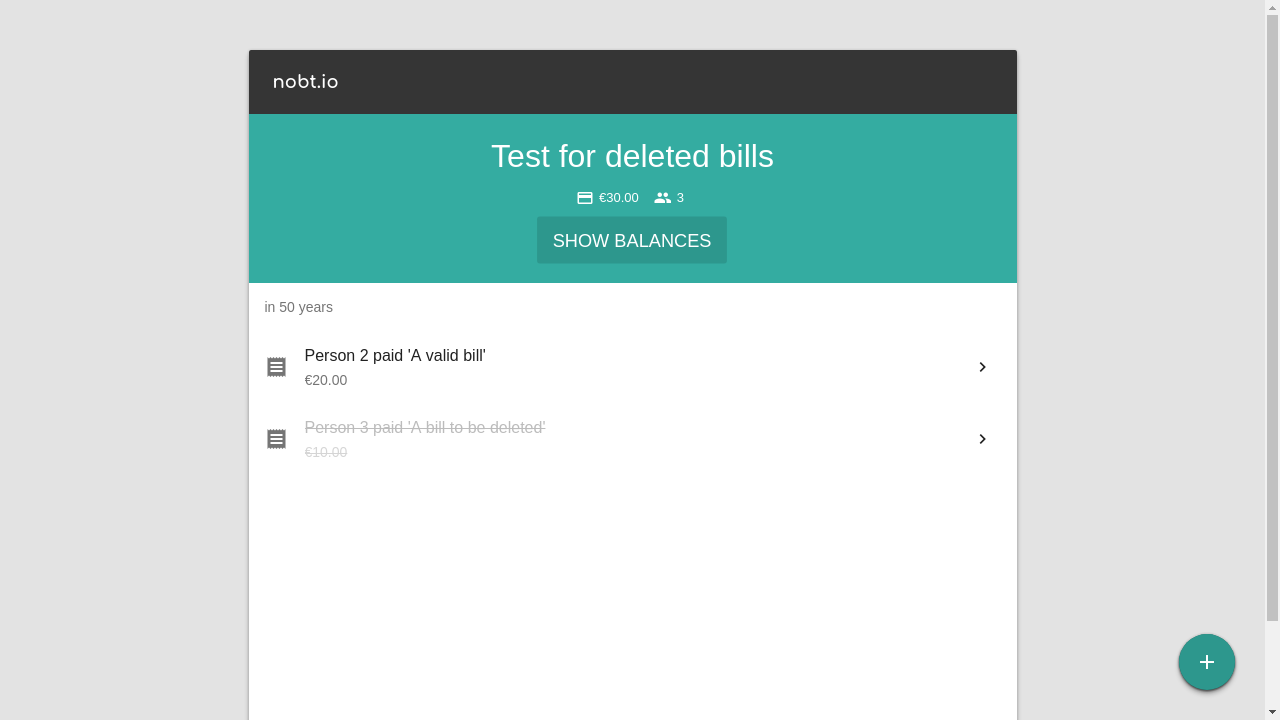 nobt.io
Test for deleted bills
€30.00 3
SHOW BALANCES
in 50 years
Person 2 paid 'A valid bill'
€20.00
Person 3 paid 'A bill to be deleted'
€10.00